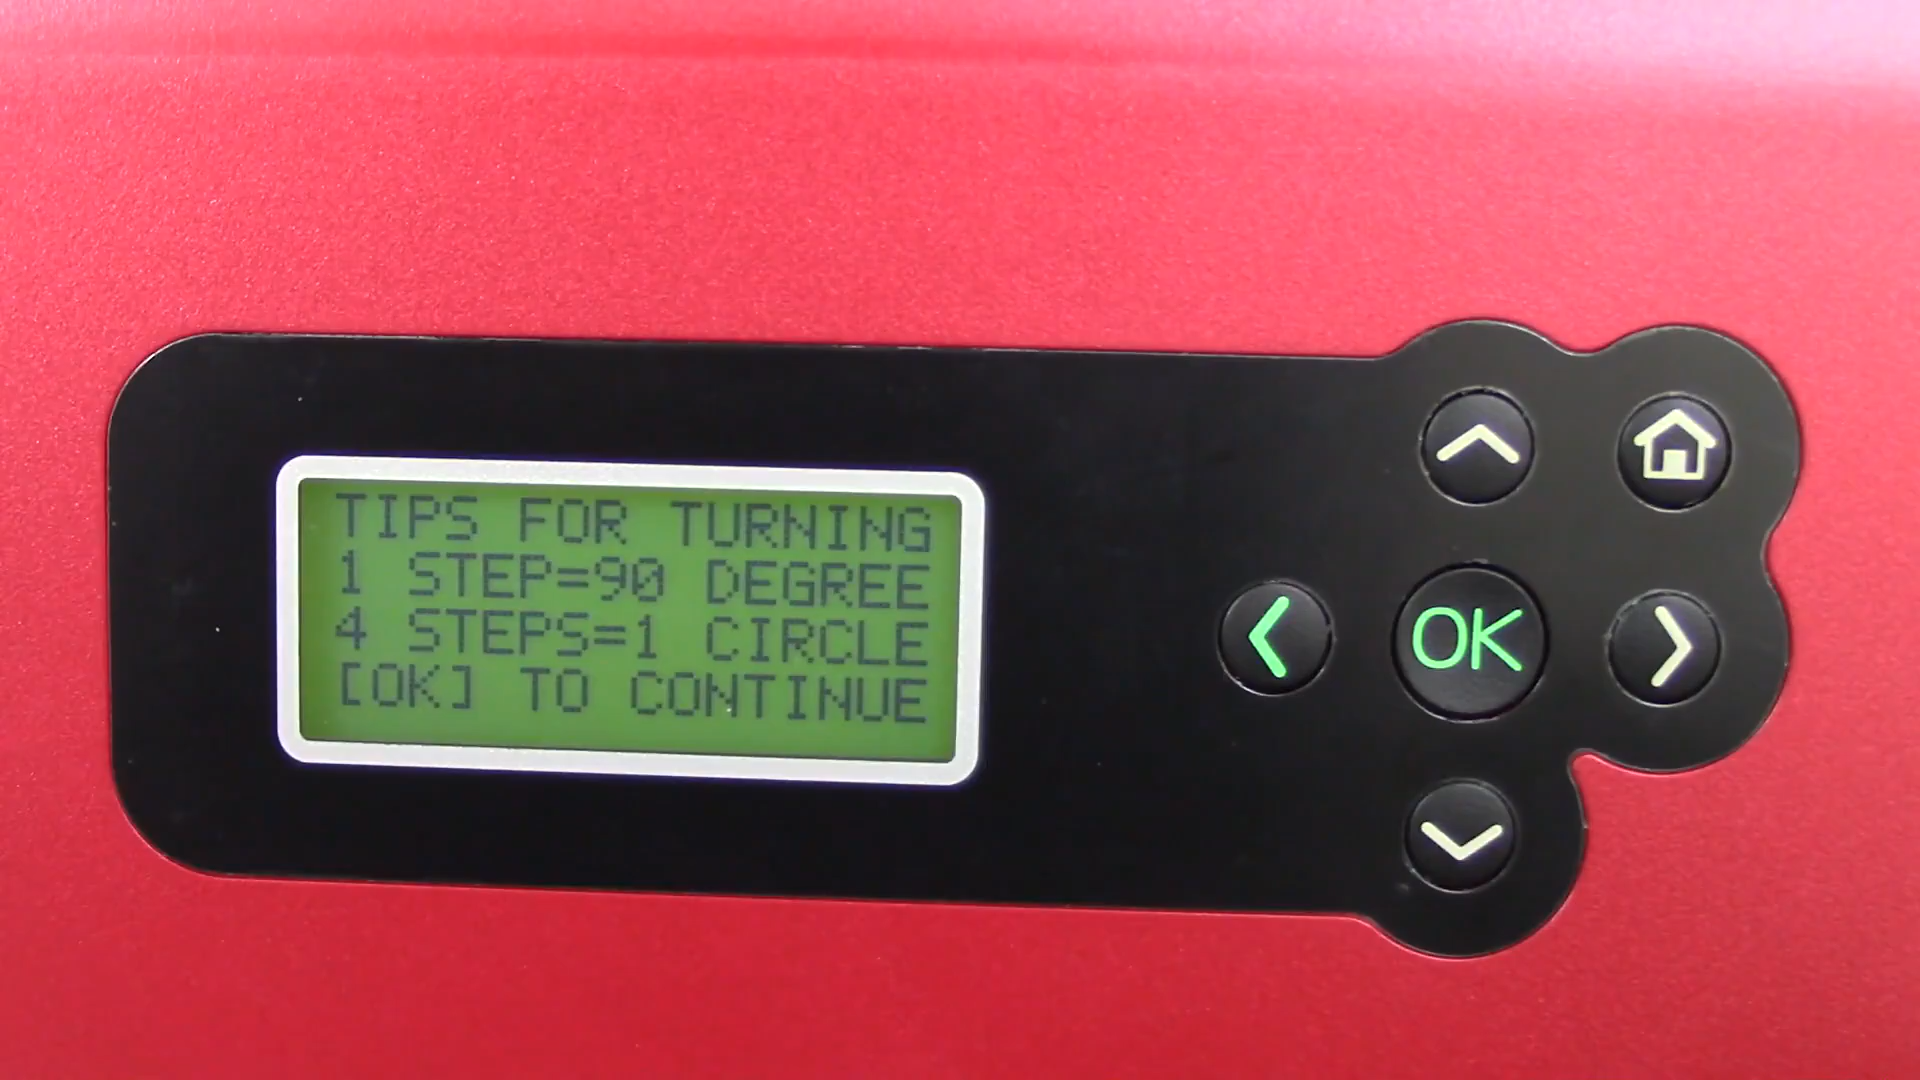 TIPS FOR TURNING
1 STEP=90 DEGREE
4 STEPS=1 CIRCLE
[OK] TO CONTINUE
OK